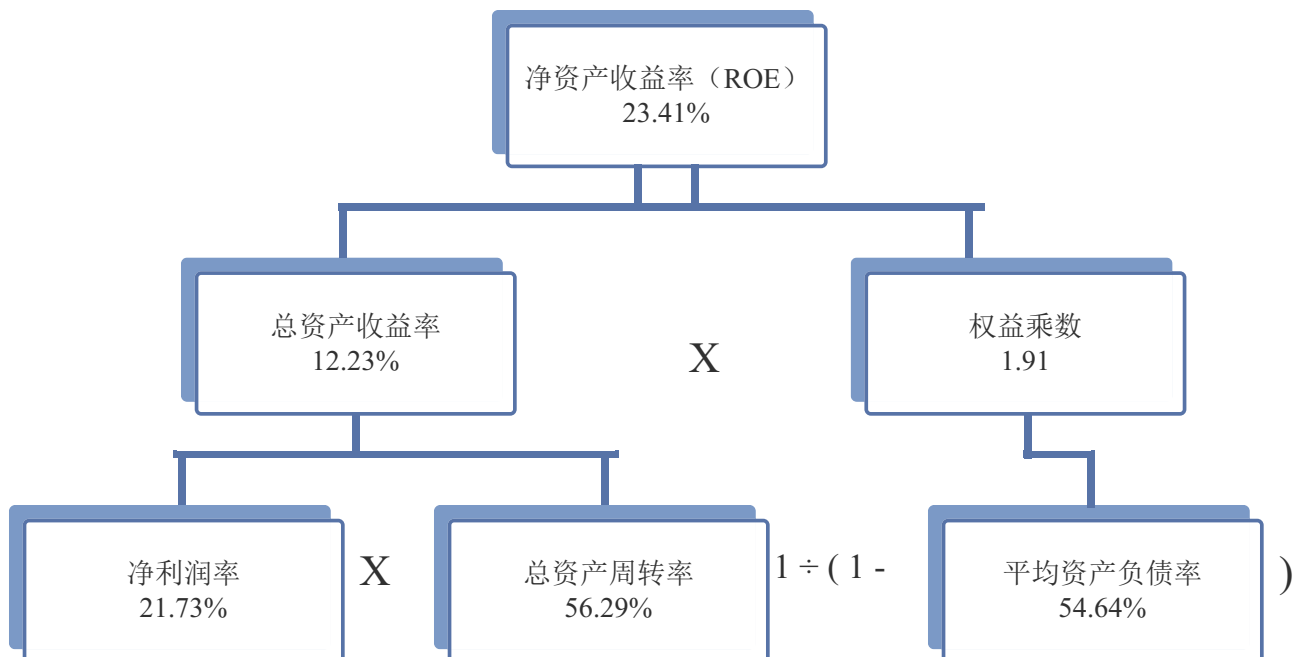 净资产收益率（ROE）
23.41%
总资产收益率
12.23%
X
权益乘数
1.91
净利润率
21.73%
X
总资产周转率
56.29%
1 ÷ ( 1 -
平均资产负债率
54.64%
)